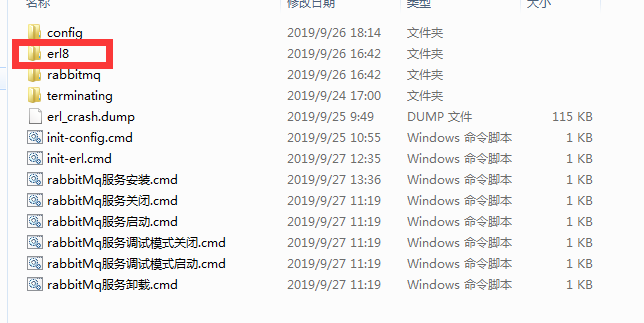 名称 修改日期 类型 大小
config 2019/9/26 18:14 文件夹
erl8 2019/9/26 16:42 文件夹
rabbitmq 2019/9/26 16:42 文件夹
terminating 2019/9/24 17:00 文件夹
erl_crash.dump 2019/9/25 9:49 DUMP 文件 115 KB
init-config.cmd 2019/9/25 10:55 Windows 命令脚本 1 KB
init-erl.cmd 2019/9/27 12:35 Windows 命令脚本 1 KB
rabbitMq服务安装.cmd 2019/9/27 13:36 Windows 命令脚本 1 KB
rabbitMq服务关闭.cmd 2019/9/27 11:19 Windows 命令脚本 1 KB
rabbitMq服务启动.cmd 2019/9/27 11:19 Windows 命令脚本 1 KB
rabbitMq服务调试模式关闭.cmd 2019/9/27 11:19 Windows 命令脚本 1 KB
rabbitMq服务调试模式启动.cmd 2019/9/27 11:19 Windows 命令脚本 1 KB
rabbitMq服务卸载.cmd 2019/9/27 11:19 Windows 命令脚本 1 KB